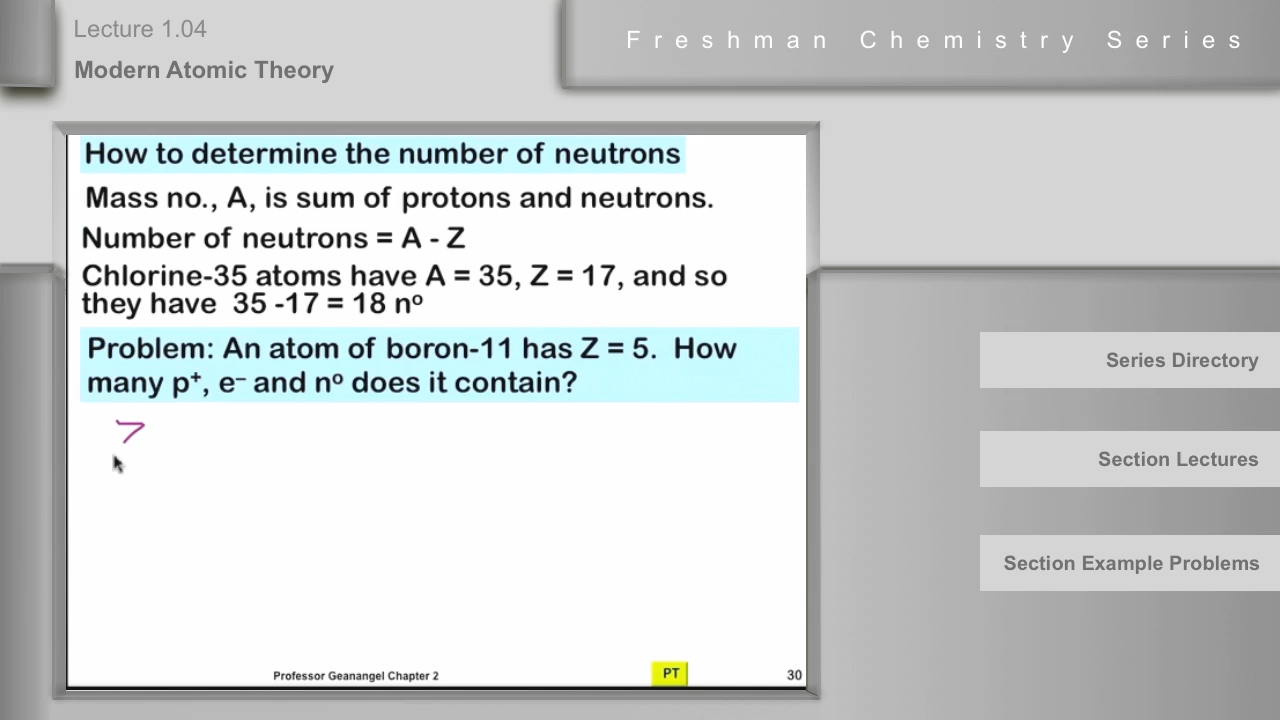 Lecture 1.04
Modern Atomic Theory
Freshman Chemistry Series
How to determine the number of neutrons
Mass no., A, is sum of protons and neutrons.
Number of neutrons = A - Z
Chlorine-35 atoms have A = 35, Z = 17, and so
they have 35 -17 = 18 nº
Problem: An atom of boron-11 has Z = 5. How
many p⁺, e⁻ and nº does it contain?
Series Directory
Section Lectures
Section Example Problems
Professor Geanangel Chapter 2
PT
30